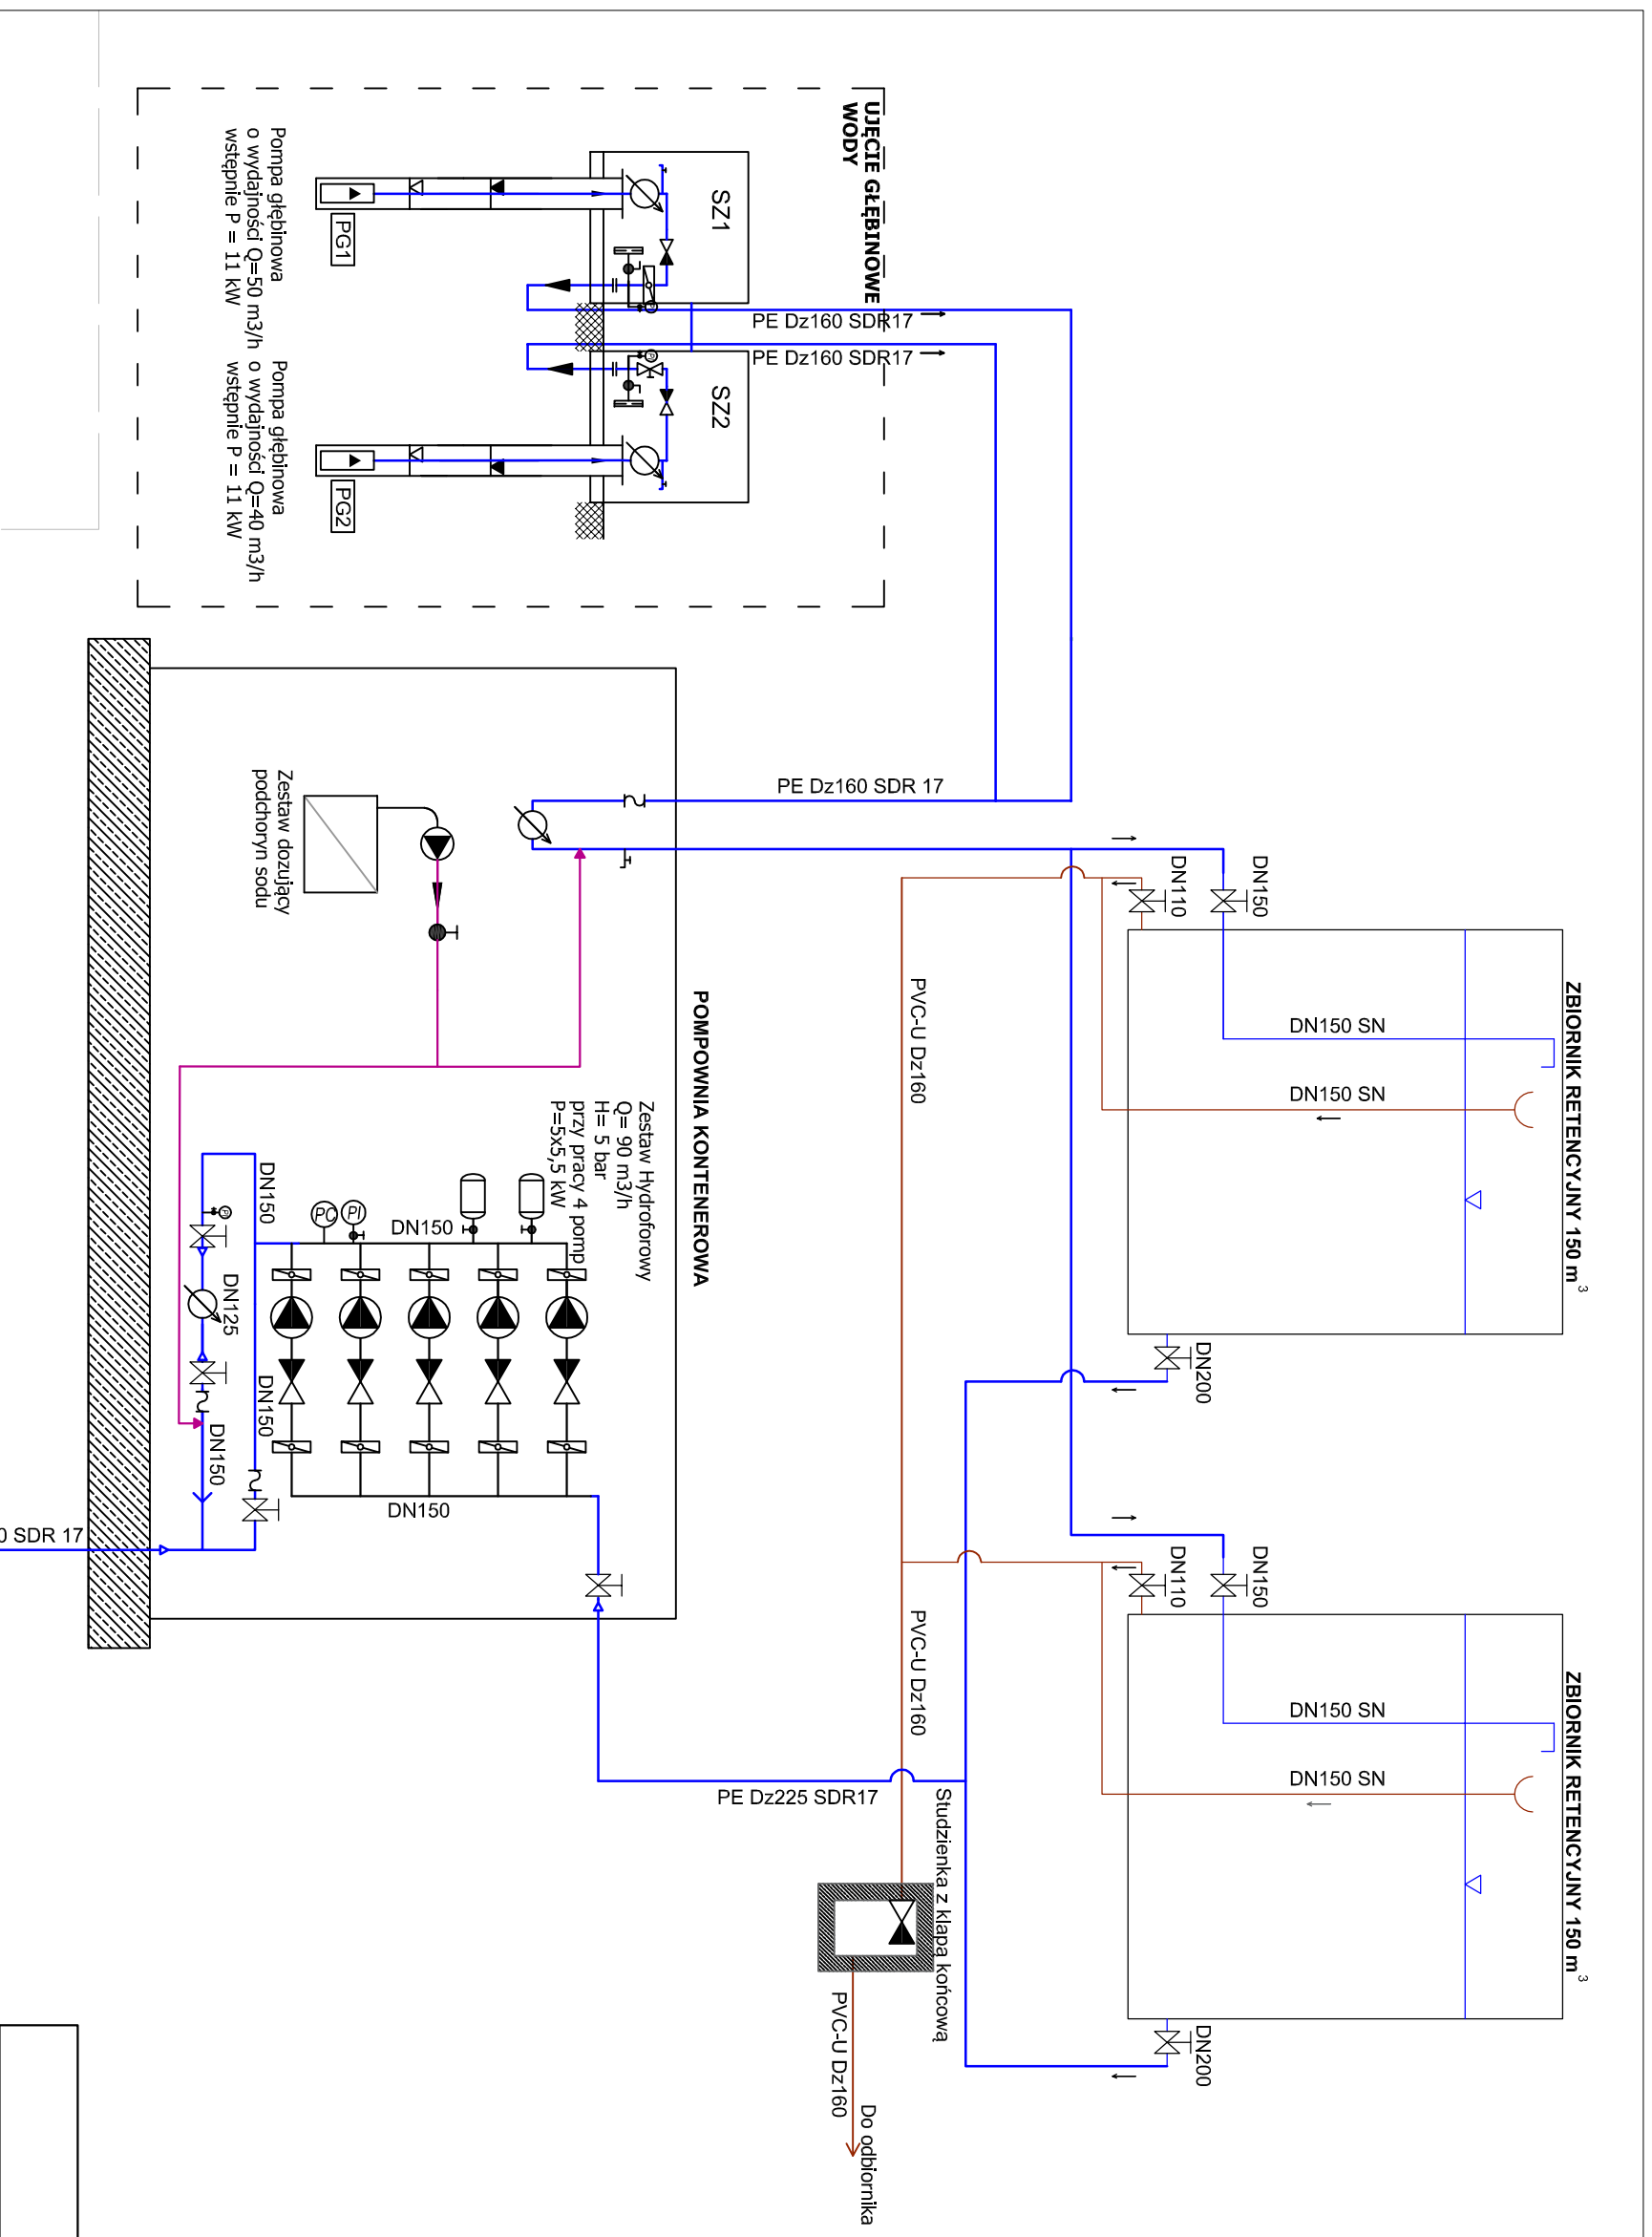 UJĘCIE GŁĘBINOWE
WODY
SZ1
SZ2
PG1
PG2
Pompa głębinowa
o wydajności Q=50 m3/h
wstępnie P = 11 kW
Pompa głębinowa
o wydajności Q=40 m3/h
wstępnie P = 11 kW
PE Dz160 SDR17
PE Dz160 SDR17
PE Dz160 SDR 17
ZBIORNIK RETENCYJNY 150 m3
DN150
DN110
DN150 SN
DN150 SN
DN200
PVC-U Dz160
ZBIORNIK RETENCYJNY 150 m3
DN150
DN110
DN150 SN
DN150 SN
DN200
PVC-U Dz160
PE Dz225 SDR17
Studzienka z klapą końcową
PVC-U Dz160
Do odbiornika
POMPOWNIA KONTENEROWA
Zestaw dozujący
podchoryn sodu
Zestaw Hydroforowy
Q= 90 m3/h
H= 5 bar
przy pracy 4 pomp
P=5x5,5 kW
DN150
PC
PI
DN150
DN125
DN150
DN150
DN150
0 SDR 17